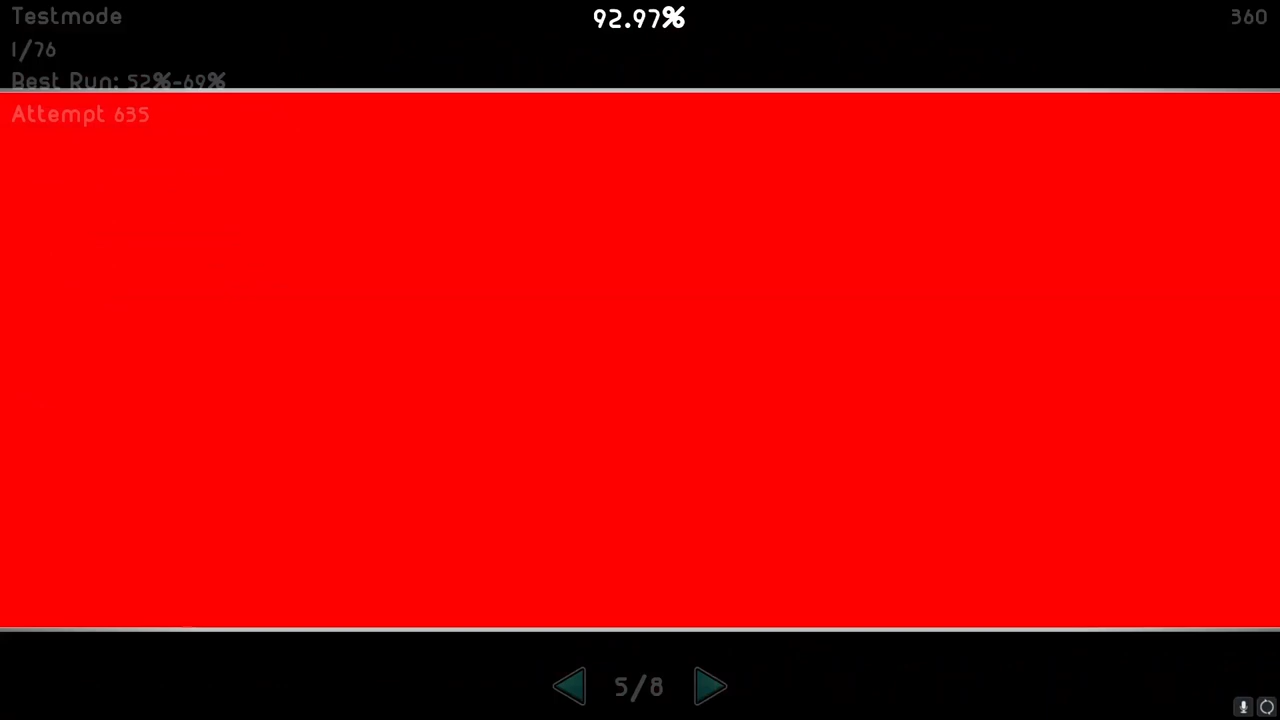 Testmode
92.97%
360
1/76
Best Run: 52%-69%
Attempt 635
5/8